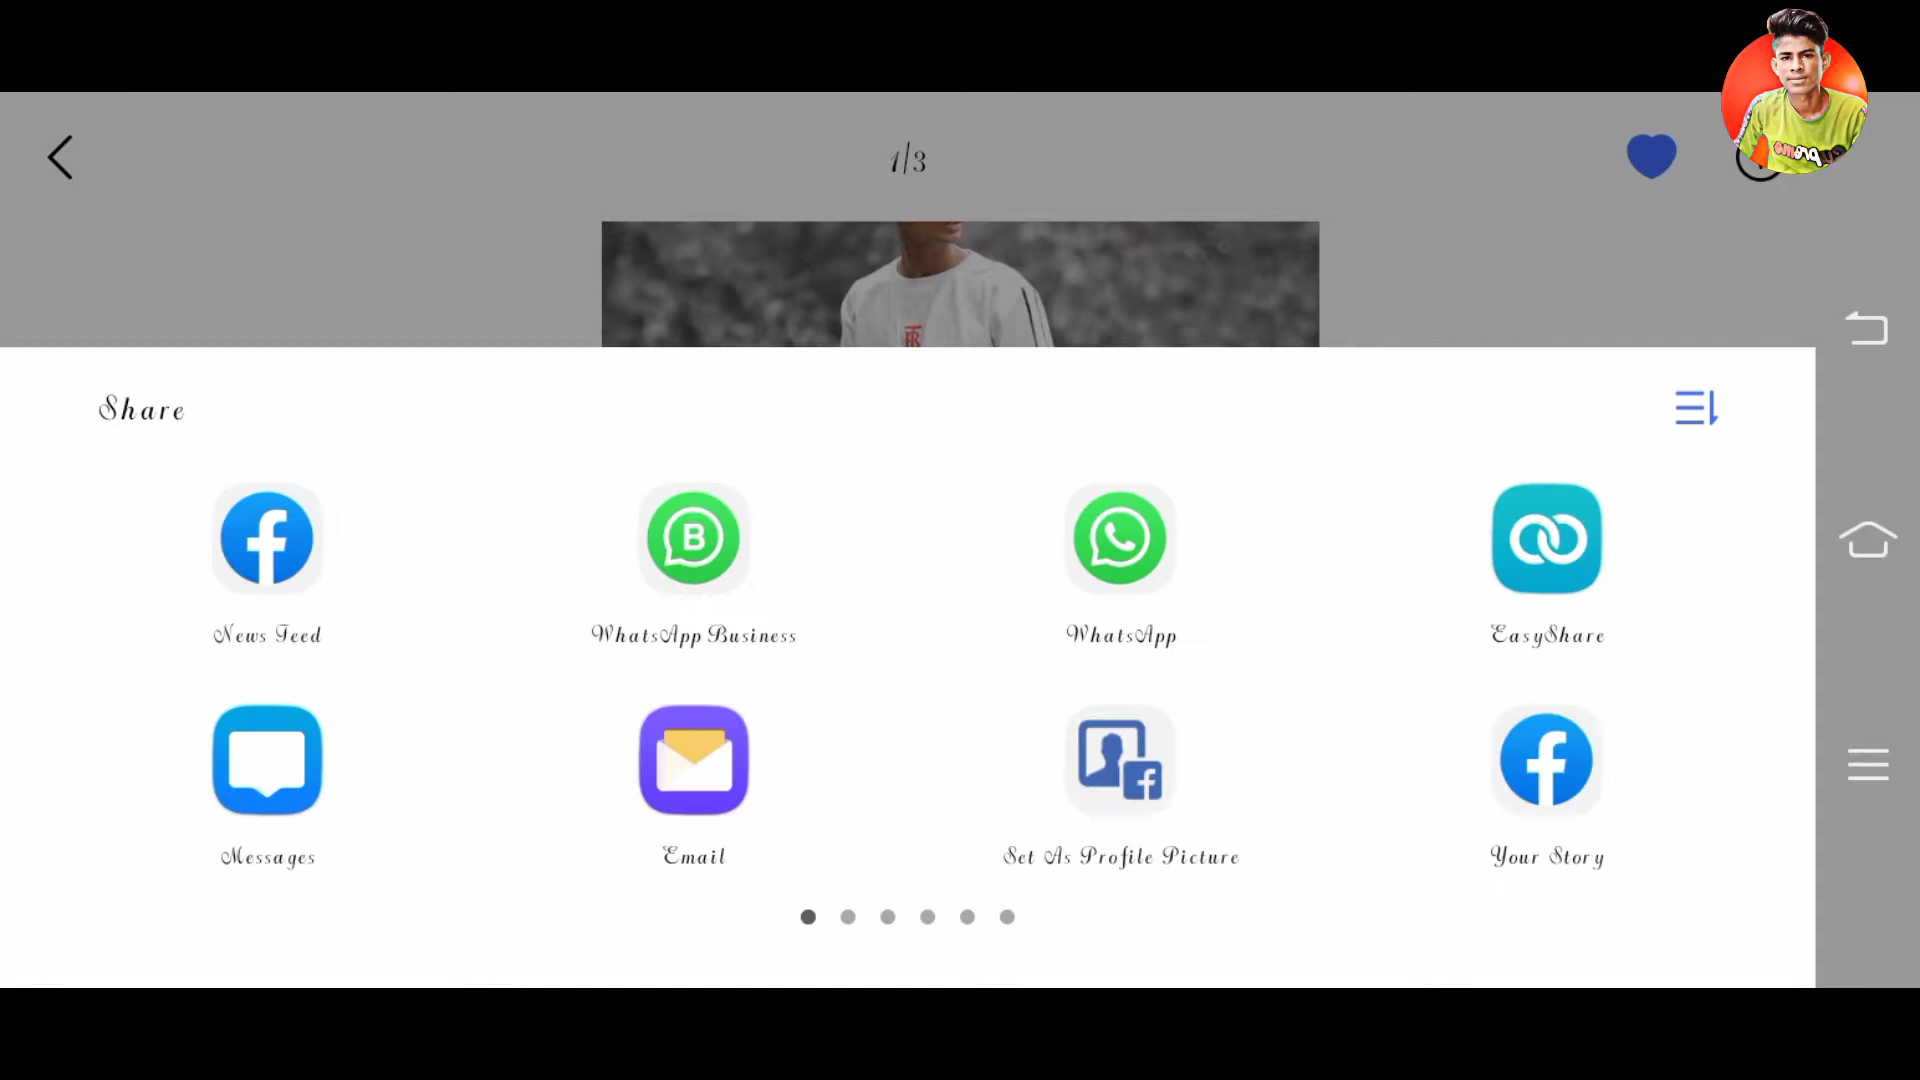 1/3
Share
News Feed
WhatsApp Business
WhatsApp
EasyShare
Messages
Email
Set As Profile Picture
Your Story